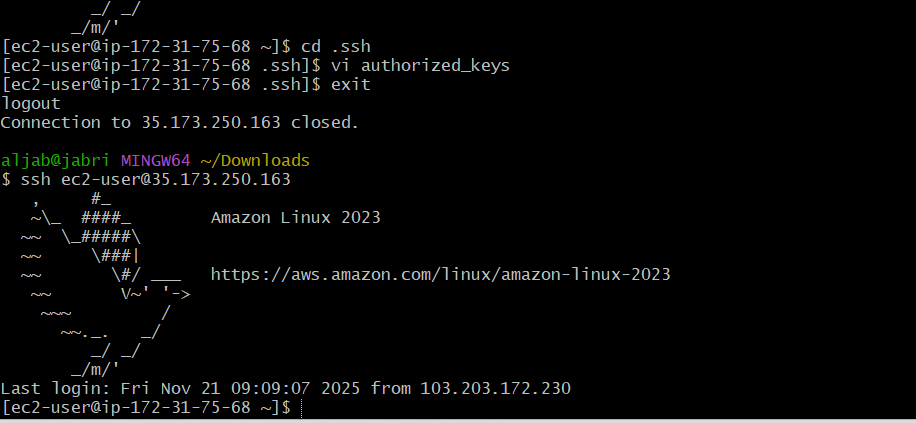 _/ _/
     _/m/'
[ec2-user@ip-172-31-75-68 ~]$ cd .ssh
[ec2-user@ip-172-31-75-68 .ssh]$ vi authorized_keys
[ec2-user@ip-172-31-75-68 .ssh]$ exit
logout
Connection to 35.173.250.163 closed.

aljab@jabri MINGW64 ~/Downloads
$ ssh ec2-user@35.173.250.163
   ,     #_
   ~\_  ####_        Amazon Linux 2023
  ~~  \_#####\
  ~~     \###|
  ~~       \#/ ___   https://aws.amazon.com/linux/amazon-linux-2023
   ~~       V~' '->
    ~~~         /
      ~~._.   _/
         _/ _/
       _/m/'
Last login: Fri Nov 21 09:09:07 2025 from 103.203.172.230
[ec2-user@ip-172-31-75-68 ~]$